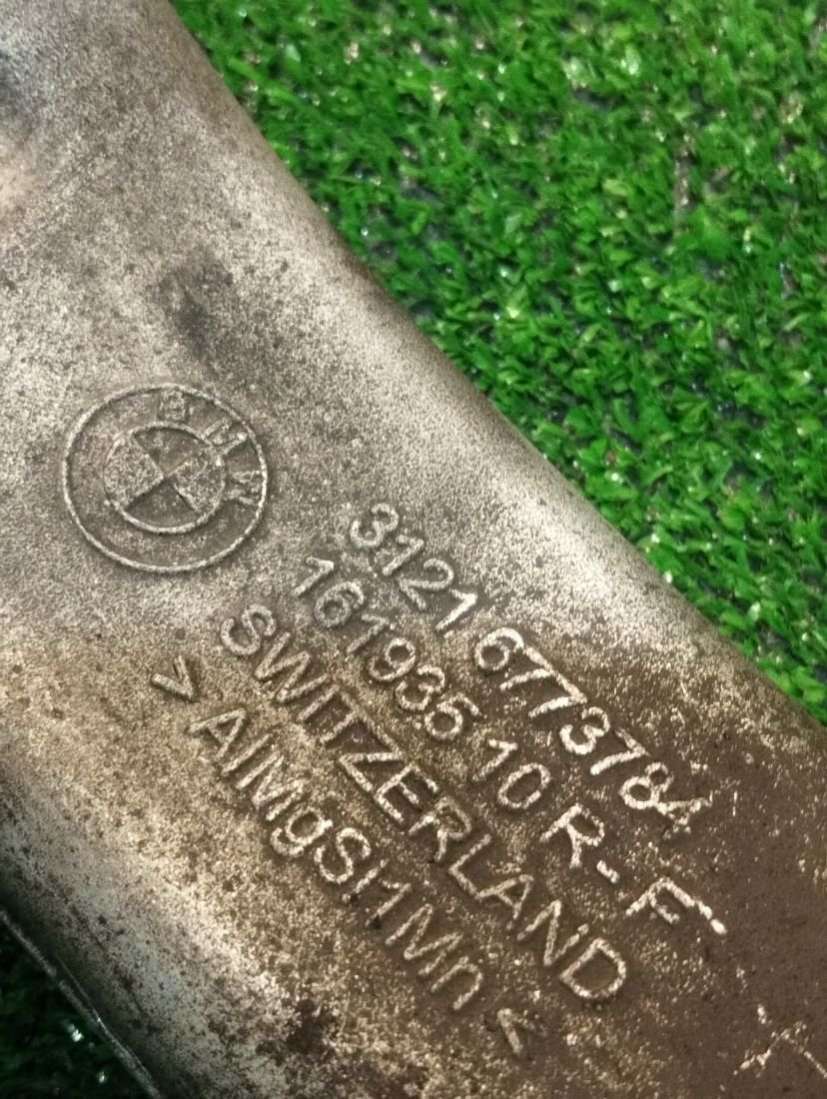 BMW
3121 6773784
161935 10 R-F
SWITZERLAND
>AlMgSi1Mn<